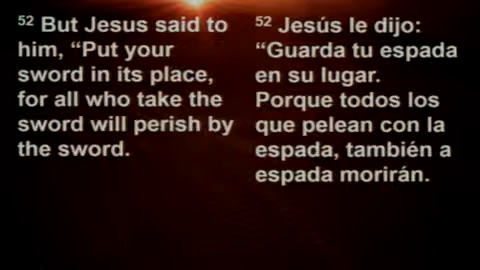 52 But Jesus said to
him, “Put your
sword in its place,
for all who take the
sword will perish by
the sword.
52 Jesús le dijo:
“Guarda tu espada
en su lugar.
Porque todos los
que pelean con la
espada, también a
espada morirán.